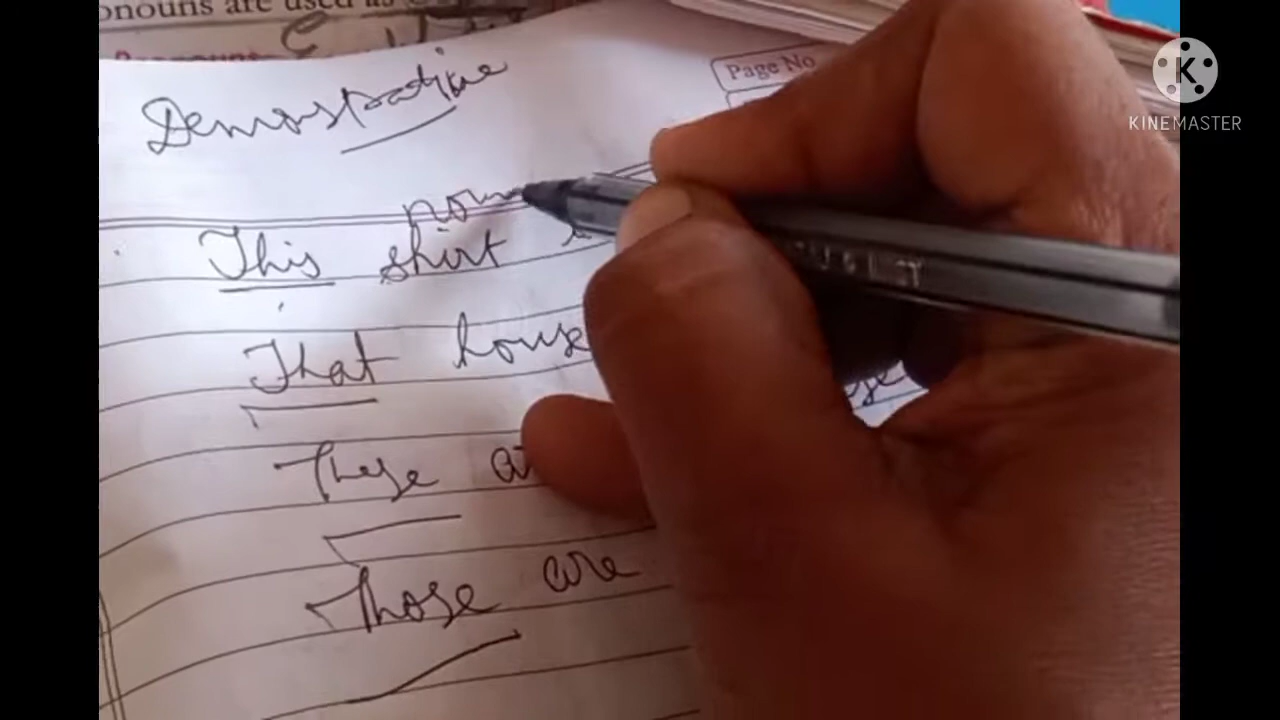 onouns are used as
Page No
Demonstrative
noun
This shirt
That house
These are
Those are
KINEMASTER